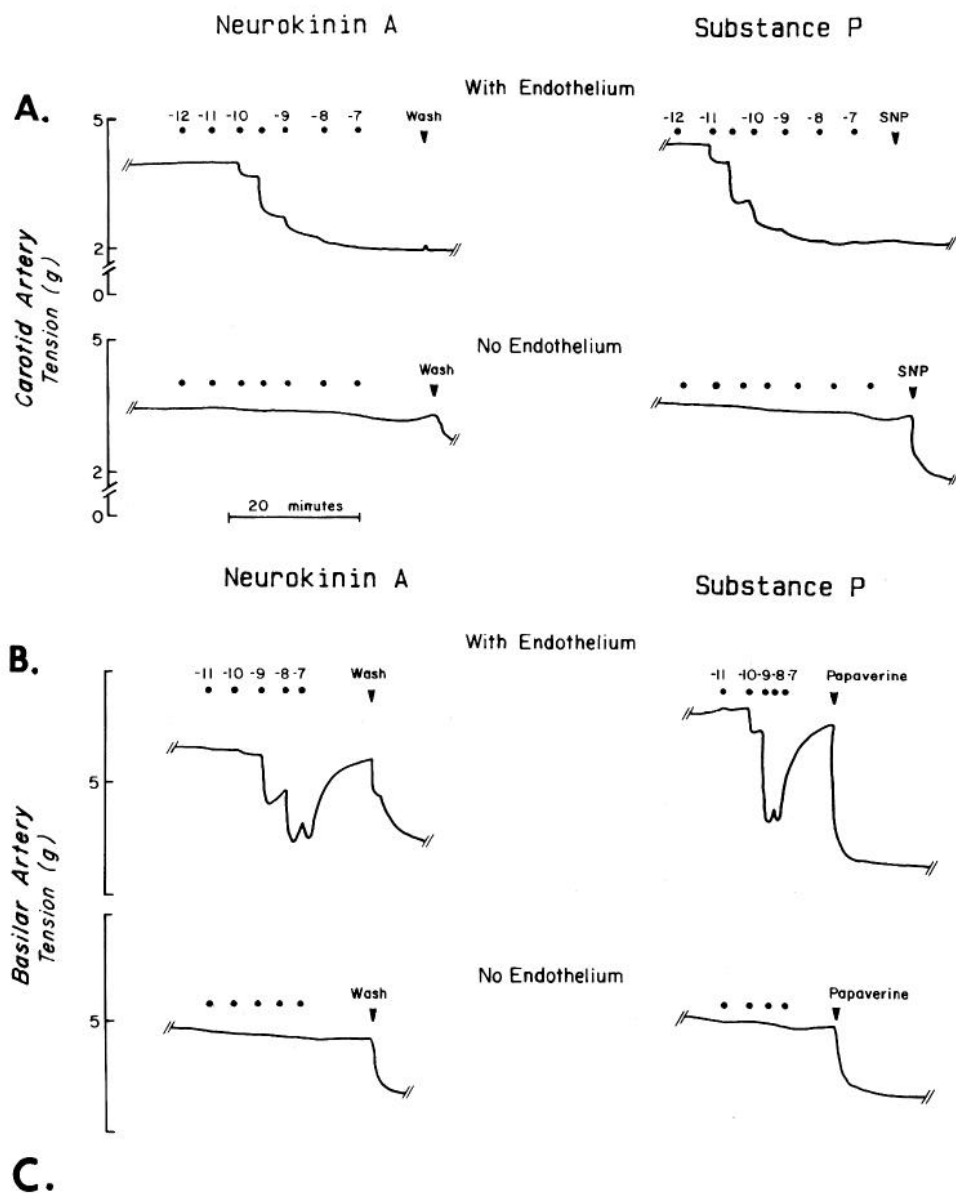 Neurokinin A Substance P
With Endothelium
A.
-12 -11 -10 -9 -8 -7 Wash
-12 -11 -10 -9 -8 -7 SNP
5
2
0
Carotid Artery
Tension (g)
No Endothelium
5
Wash
SNP
2
0
20 minutes
Neurokinin A Substance P
With Endothelium
B.
-11 -10 -9 -8 -7 Wash
-11 -10 -9 -8 -7 Papaverine
5
Basilar Artery
Tension (g)
No Endothelium
Wash
Papaverine
5
C.